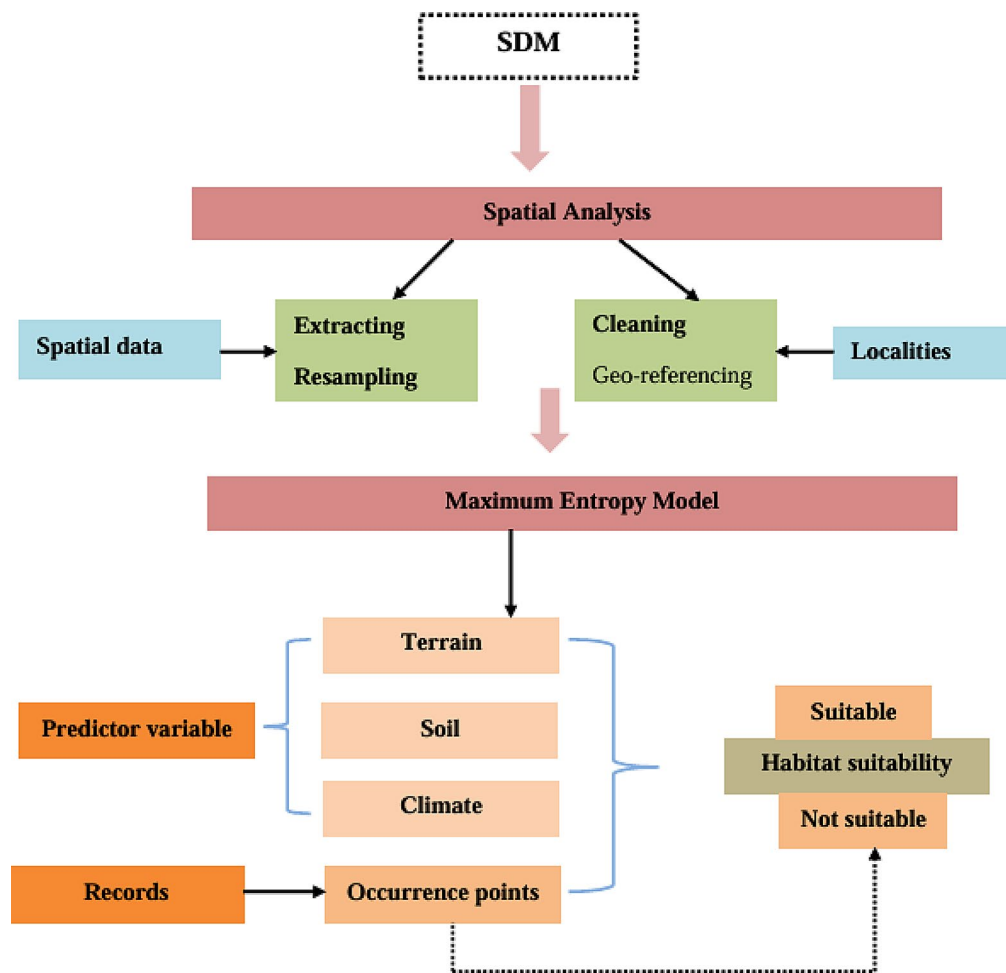 SDM
Spatial Analysis
Spatial data
Extracting
Resampling
Cleaning
Geo-referencing
Localities
Maximum Entropy Model
Terrain
Predictor variable
Soil
Climate
Records
Occurrence points
Suitable
Habitat suitability
Not suitable